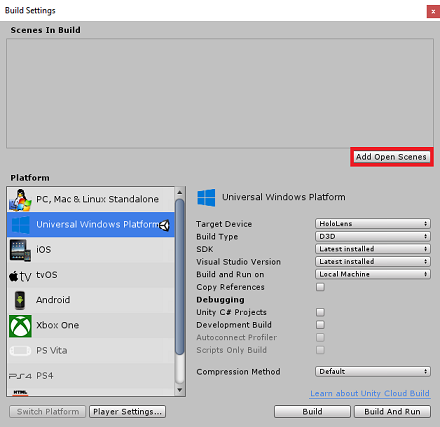 Build Settings
x
Scenes In Build
Add Open Scenes
Platform
PC, Mac & Linux Standalone
Universal Windows Platform
iOS
tv tvOS
Android
Xbox One
PS Vita
PS4
HTML
Universal Windows Platform
Target Device HoloLens
Build Type D3D
SDK Latest installed
Visual Studio Version Latest installed
Build and Run on Local Machine
Copy References
Debugging
Unity C# Projects
Development Build
Autoconnect Profiler
Scripts Only Build
Compression Method Default
Learn about Unity Cloud Build
Switch Platform Player Settings... Build Build And Run